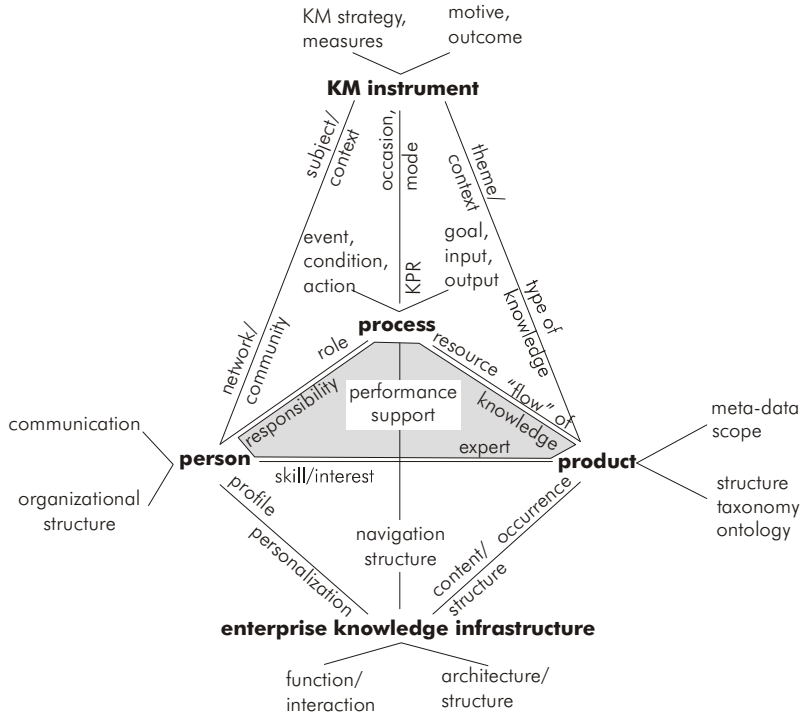 KM strategy,
measures
motive,
outcome
KM instrument
subject/
context
occasion,
mode
theme/
context
event,
condition,
action
KPR
goal,
input,
output
type of
knowledge
network/
community
process
role
resource
"flow" of
responsibility
performance
support
knowledge
communication
meta-data
scope
person
expert
product
skill/interest
organizational
structure
structure
taxonomy
ontology
profile
personalization
navigation
structure
content/
structure
occurrence
enterprise knowledge infrastructure
function/
interaction
architecture/
structure